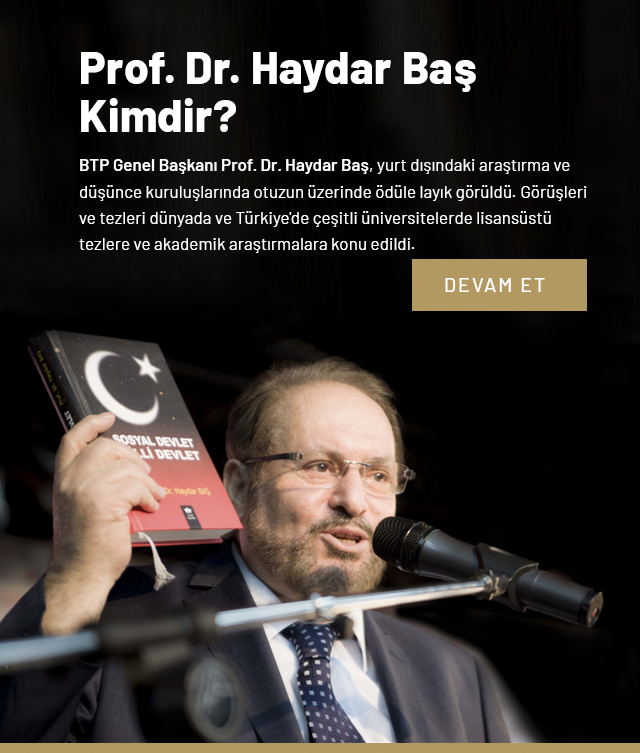 Prof. Dr. Haydar Baş
Kimdir?
BTP Genel Başkanı Prof. Dr. Haydar Baş, yurt dışındaki araştırma ve
düşünce kuruluşlarında otuzun üzerinde ödüle layık görüldü. Görüşleri
ve tezleri dünyada ve Türkiye'de çeşitli üniversitelerde lisansüstü
tezlere ve akademik araştırmalara konu edildi.
DEVAM ET
SOSYAL DEVLET
LLİ DEVLET
Dr. Haydar BAŞ